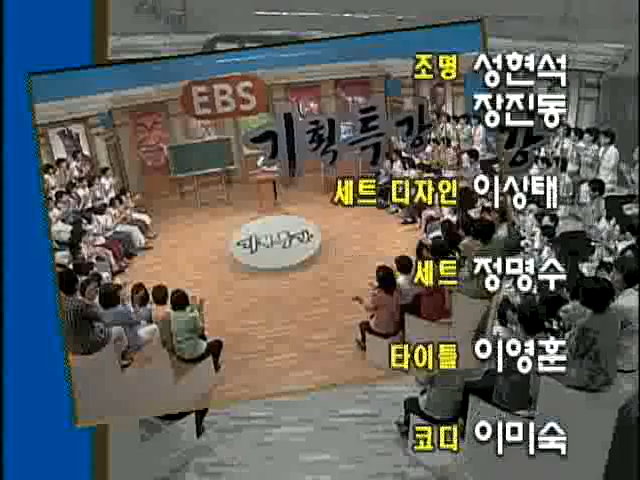 조명 성현석
장진동
EBS
기획특강
세트 디자인 이상태
세트 정명수
타이틀 이영훈
코디 이미숙